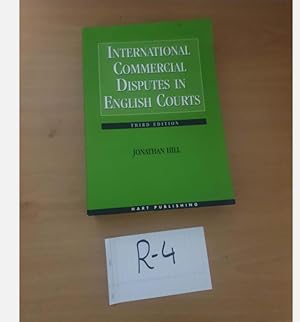 INTERNATIONAL
COMMERCIAL
DISPUTES IN
ENGLISH COURTS
THIRD EDITION
JONATHAN HILL
HART PUBLISHING
R-4